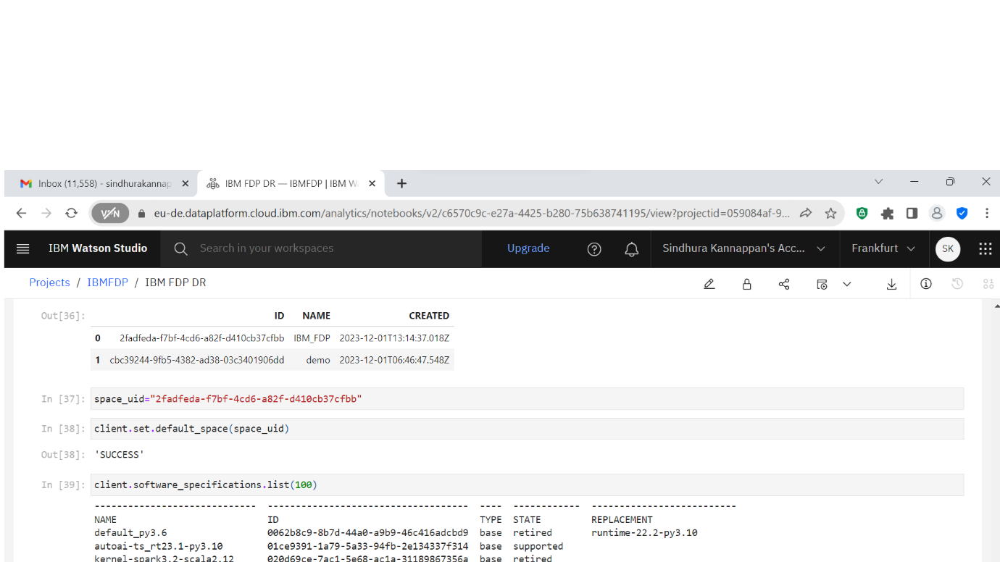 Inbox (11,558) - sindhurakannap
IBM FDP DR — IBMFDP | IBM W
VPN
eu-de.dataplatform.cloud.ibm.com/analytics/notebooks/v2/c6570c9c-e27a-4425-b280-75b638741195/view?projectid=059084af-9...
IBM Watson Studio Search in your workspaces Upgrade Sindhura Kannappan's Acc... Frankfurt SK
Projects / IBMFDP / IBM FDP DR
Out[36]: ID NAME CREATED
0 2fadfeda-f7bf-4cd6-a82f-d410cb37cfbb IBM_FDP 2023-12-01T13:14:37.018Z
1 cbc39244-9fb5-4382-ad38-03c3401906dd demo 2023-12-01T06:46:47.548Z
In [37]: space_uid="2fadfeda-f7bf-4cd6-a82f-d410cb37cfbb"
In [38]: client.set.default_space(space_uid)
Out[38]: 'SUCCESS'
In [39]: client.software_specifications.list(100)
----------------------------- ------------------------------------ ---- ------------ --------------------------
NAME ID TYPE STATE REPLACEMENT
default_py3.6 0062b8c9-8b7d-44a0-a9b9-46c416adcbd9 base retired runtime-22.2-py3.10
autoai-ts_rt23.1-py3.10 01ce9391-1a79-5a33-94fb-2e134337f314 base supported
kernel-spark3.2-scala2.12 020d69ce-7ac1-5e68-ac1a-31189867356a base retired